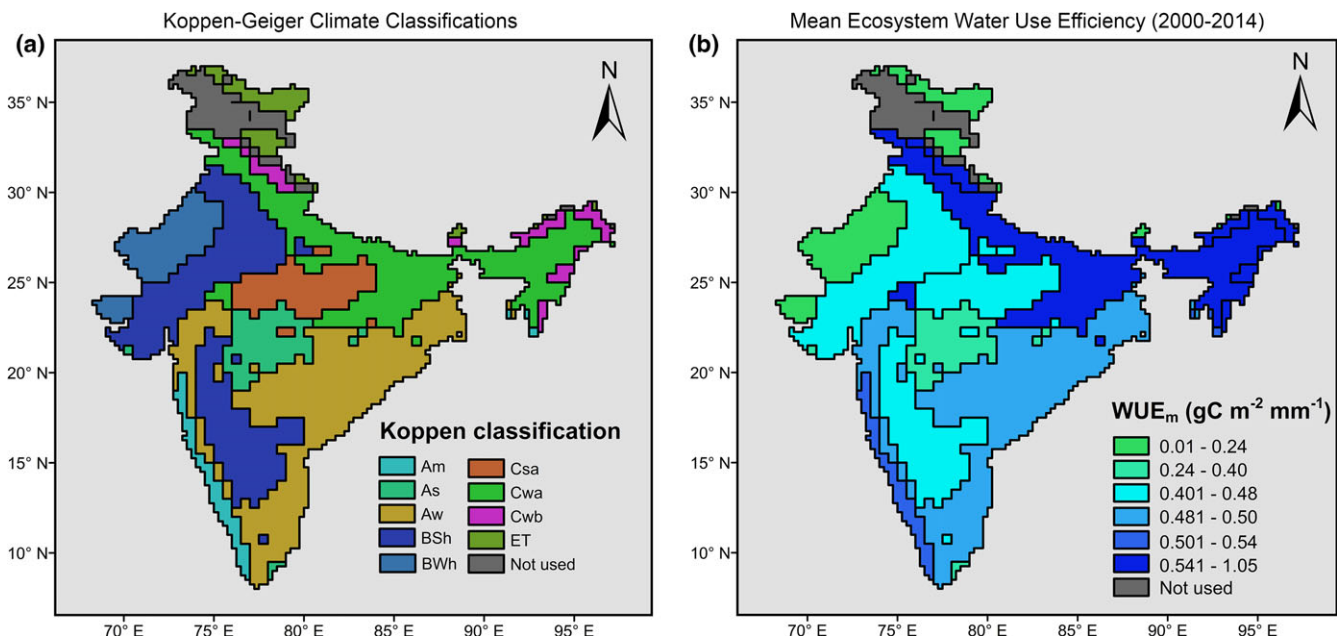 Koppen-Geiger Climate Classifications
(a)
N
35° N
30° N
25° N
20° N
15° N
10° N
Koppen classification
Am
As
Aw
BSh
BWh
Csa
Cwa
Cwb
ET
Not used
70° E 75° E 80° E 85° E 90° E 95° E
Mean Ecosystem Water Use Efficiency (2000-2014)
(b)
N
35° N
30° N
25° N
20° N
15° N
10° N
WUEm (gC m-2 mm-1)
0.01 - 0.24
0.24 - 0.40
0.401 - 0.48
0.481 - 0.50
0.501 - 0.54
0.541 - 1.05
Not used
70° E 75° E 80° E 85° E 90° E 95° E